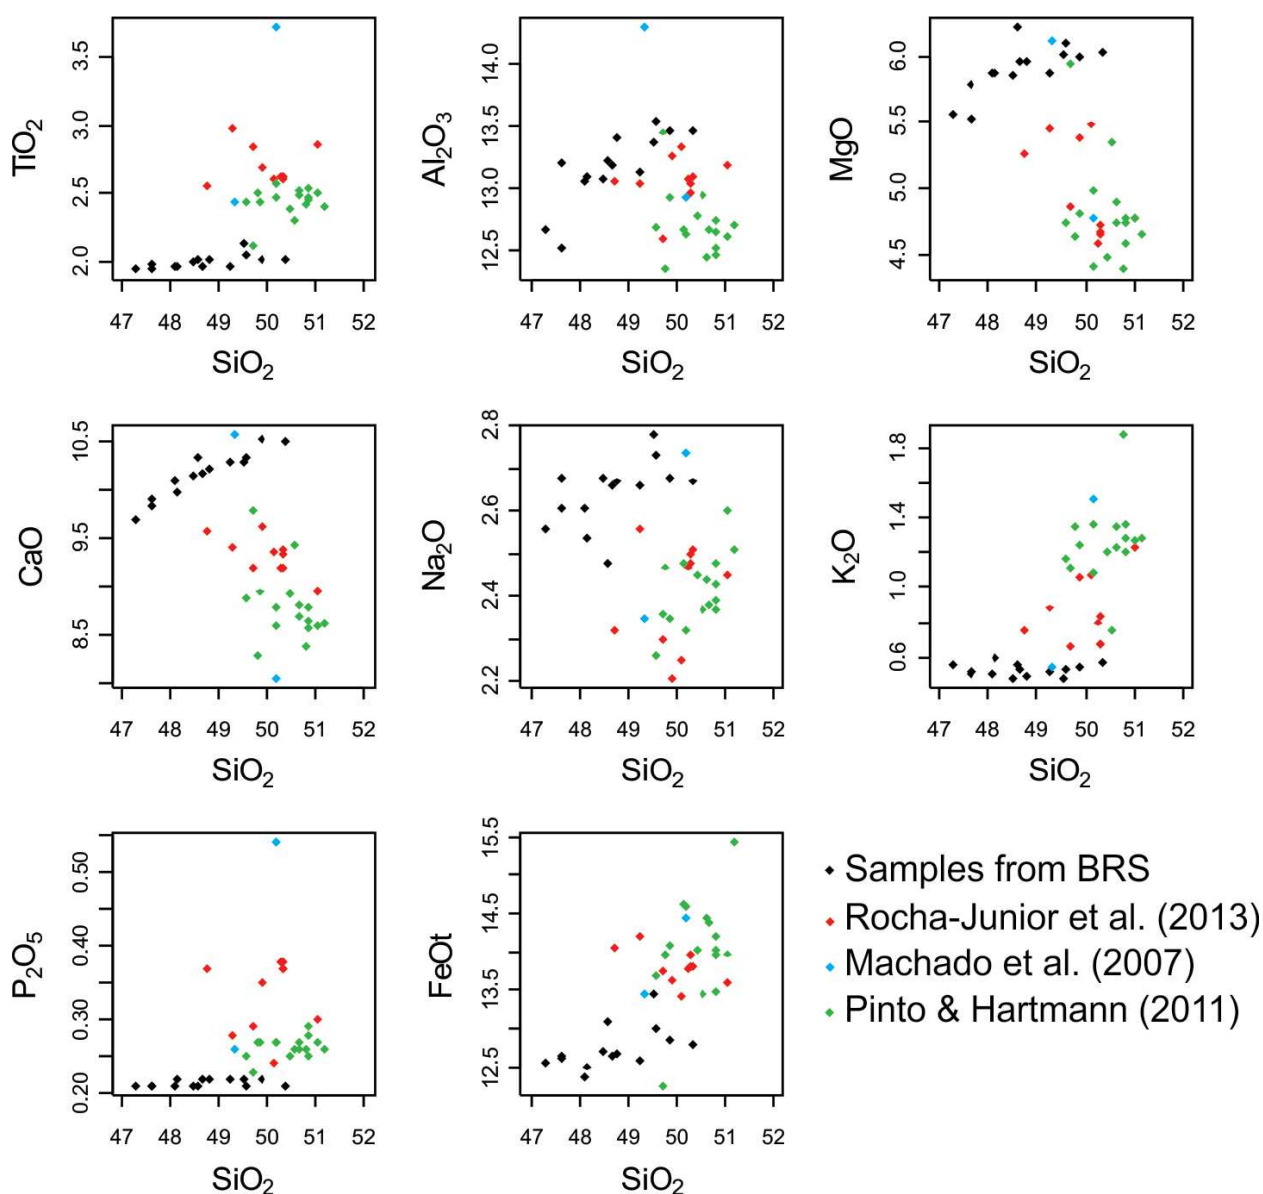 TiO2
3.5
3.0
2.5
2.0
47 48 49 50 51 52
SiO2
Al2O3
14.0
13.5
13.0
12.5
47 48 49 50 51 52
SiO2
MgO
6.0
5.5
5.0
4.5
47 48 49 50 51 52
SiO2
CaO
10.5
9.5
8.5
47 48 49 50 51 52
SiO2
Na2O
2.8
2.6
2.4
2.2
47 48 49 50 51 52
SiO2
K2O
1.8
1.4
1.0
0.6
47 48 49 50 51 52
SiO2
P2O5
0.50
0.40
0.30
0.20
47 48 49 50 51 52
SiO2
FeOt
15.5
14.5
13.5
12.5
47 48 49 50 51 52
SiO2
Samples from BRS
Rocha-Junior et al. (2013)
Machado et al. (2007)
Pinto & Hartmann (2011)